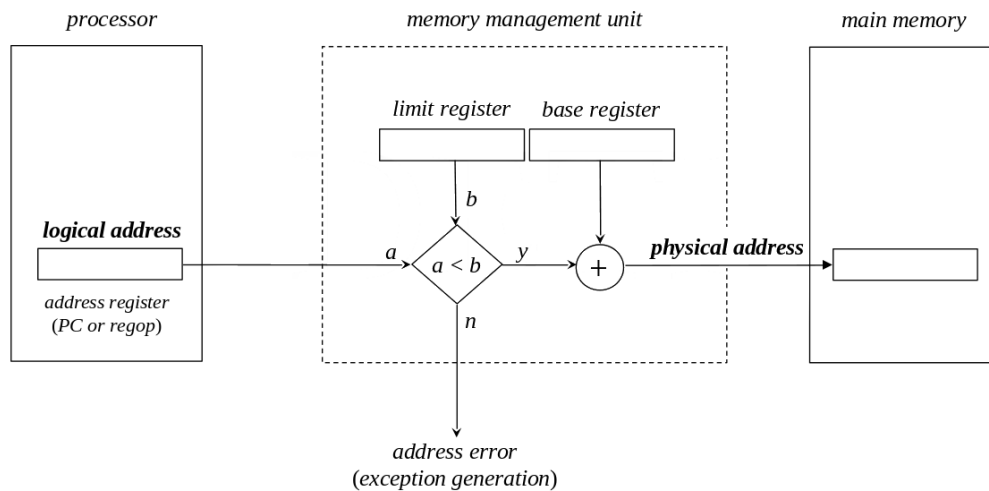 processor
memory management unit
main memory
limit register
base register
b
logical address
a
a < b
y
+
physical address
address register
(PC or regop)
n
address error
(exception generation)